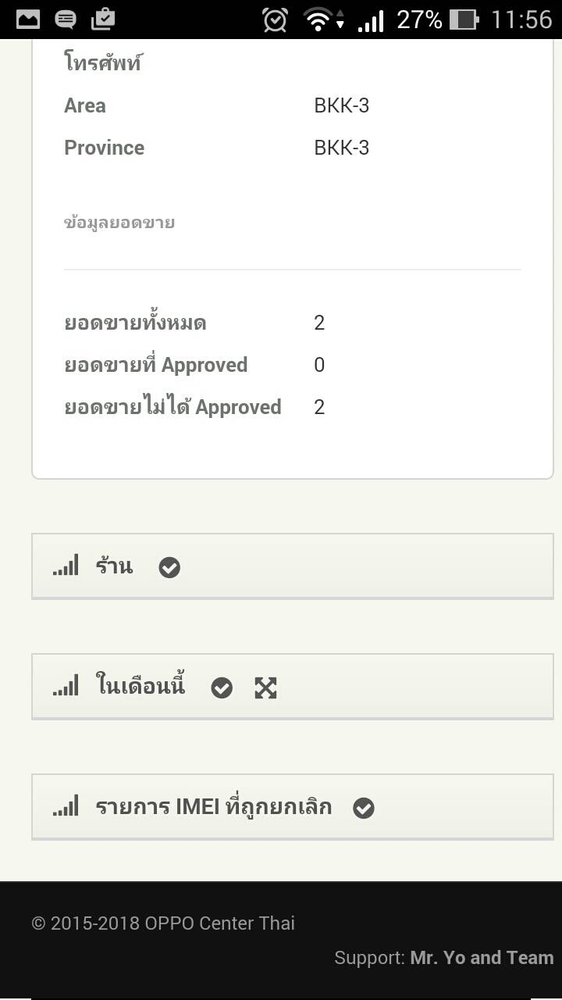 27% 11:56
โทรศัพท์
Area BKK-3
Province BKK-3
ข้อมูลยอดขาย
ยอดขายทั้งหมด 2
ยอดขายที่ Approved 0
ยอดขายไม่ได้ Approved 2
ร้าน
ในเดือนนี้
รายการ IMEI ที่ถูกยกเลิก
© 2015-2018 OPPO Center Thai
Support: Mr. Yo and Team